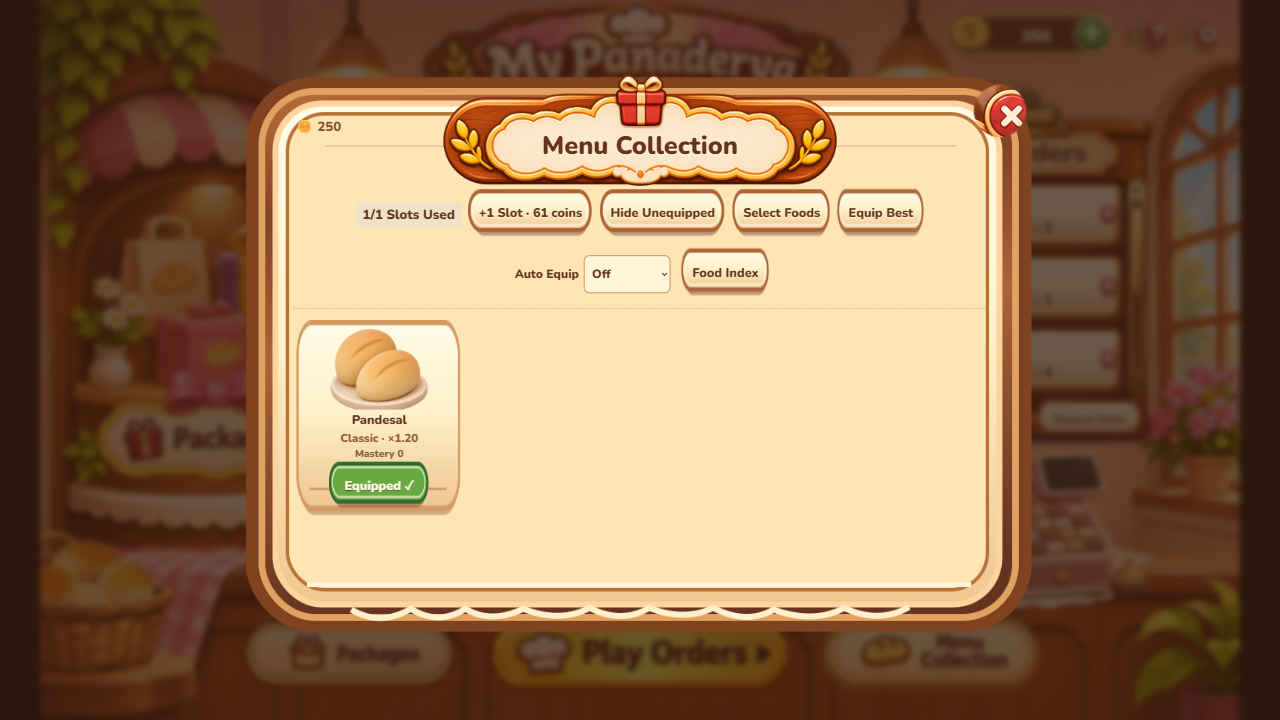 My Panaderya
250
Menu Collection
1/1 Slots Used
+1 Slot · 61 coins
Hide Unequipped
Select Foods
Equip Best
Auto Equip
Off
Food Index
Pandesal
Classic · ×1.20
Mastery 0
Equipped ✓
Packages
Play Orders
Menu
Collection